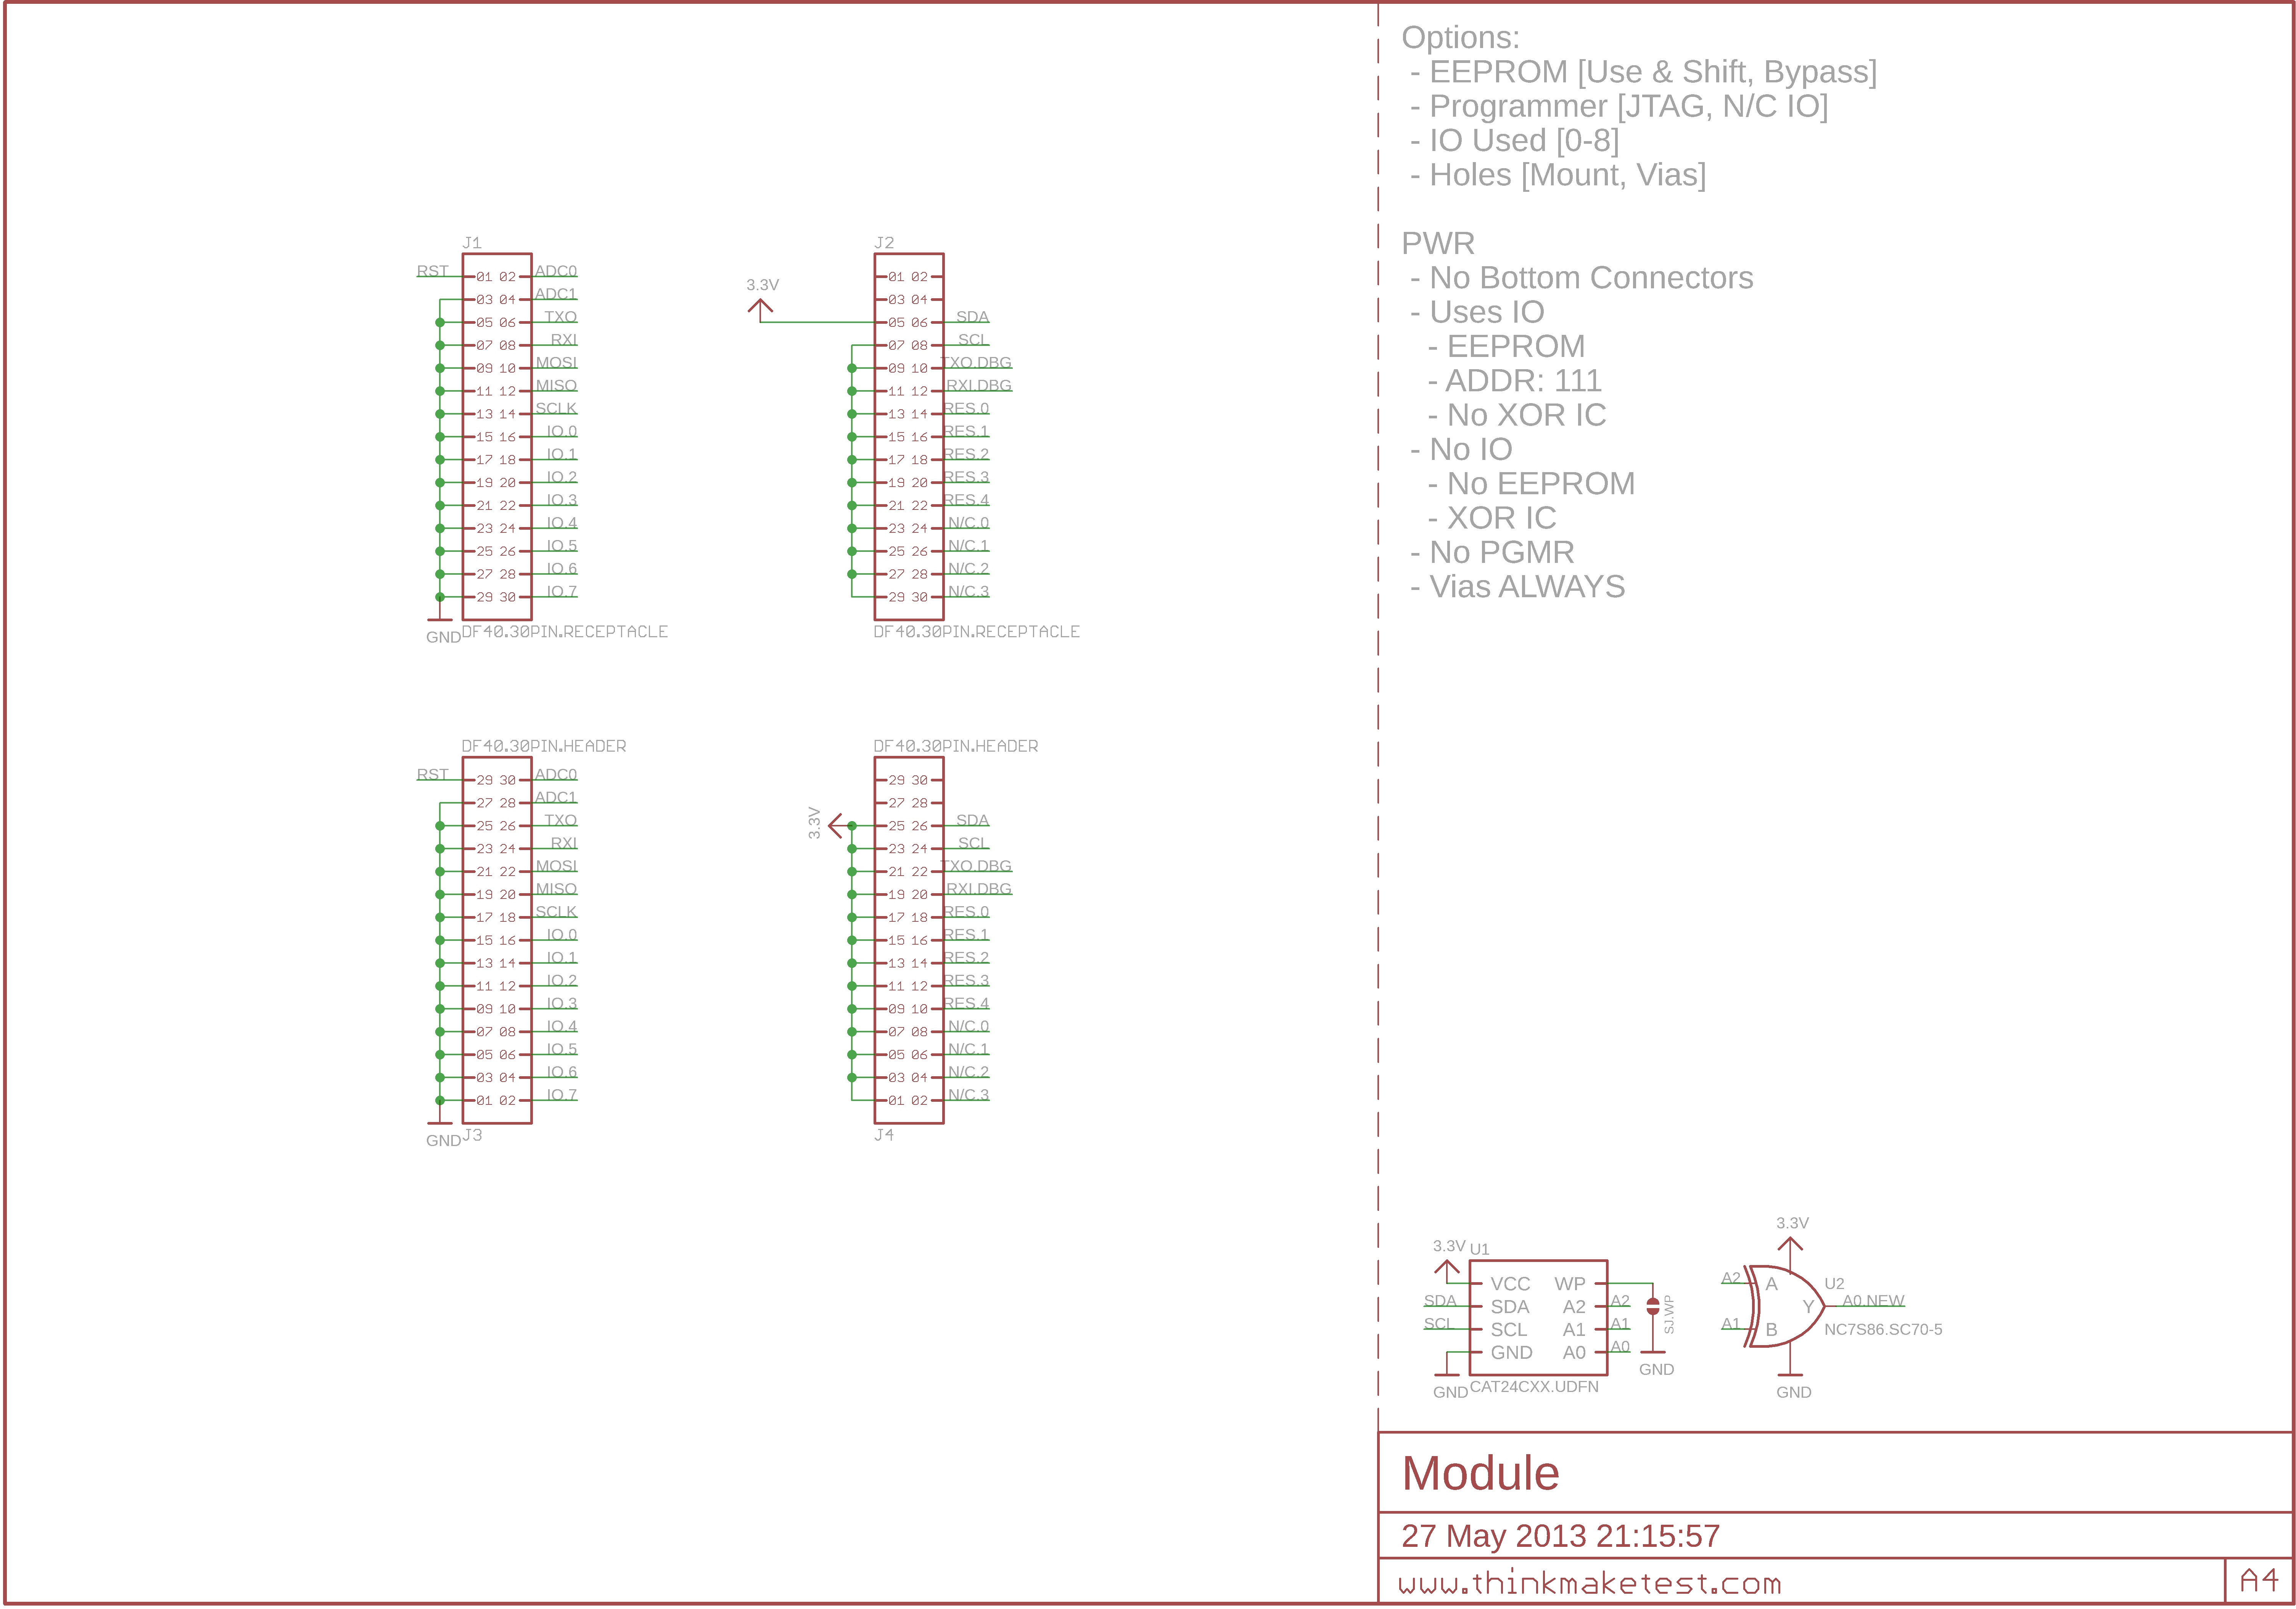 Options:
- EEPROM [Use & Shift, Bypass]
- Programmer [JTAG, N/C IO]
- IO Used [0-8]
- Holes [Mount, Vias]
PWR
- No Bottom Connectors
- Uses IO
- EEPROM
- ADDR: 111
- No XOR IC
- No IO
- No EEPROM
- XOR IC
- No PGMR
- Vias ALWAYS
J1
RST 01 02 ADC0
03 04 ADC1
05 06 TXO
07 08 RXI
09 10 MOSI
11 12 MISO
13 14 SCLK
15 16 IO.0
17 18 IO.1
19 20 IO.2
21 22 IO.3
23 24 IO.4
25 26 IO.5
27 28 IO.6
29 30 IO.7
GND
DF40.30PIN.RECEPTACLE
J2
01 02
3.3V
03 04
05 06 SDA
07 08 SCL
09 10 TXO.DBG
11 12 RXI.DBG
13 14 RES.0
15 16 RES.1
17 18 RES.2
19 20 RES.3
21 22 RES.4
23 24 N/C.0
25 26 N/C.1
27 28 N/C.2
29 30 N/C.3
DF40.30PIN.RECEPTACLE
DF40.30PIN.HEADER
RST 29 30 ADC0
27 28 ADC1
25 26 TXO
23 24 RXI
21 22 MOSI
19 20 MISO
17 18 SCLK
15 16 IO.0
13 14 IO.1
11 12 IO.2
09 10 IO.3
07 08 IO.4
05 06 IO.5
03 04 IO.6
01 02 IO.7
GND
J3
DF40.30PIN.HEADER
29 30
27 28
3.3V
25 26 SDA
23 24 SCL
21 22 TXO.DBG
19 20 RXI.DBG
17 18 RES.0
15 16 RES.1
13 14 RES.2
11 12 RES.3
09 10 RES.4
07 08 N/C.0
05 06 N/C.1
03 04 N/C.2
01 02 N/C.3
J4
3.3V
U1
VCC WP
SDA SDA A2 A2
SCL SCL A1 A1
GND A0 A0
GND
CAT24CXX.UDFN
SJ.WP
GND
3.3V
A2 A
U2
Y A0.NEW
A1 B
NC7S86.SC70-5
GND
Module
27 May 2013 21:15:57
www.thinkmaketest.com
A4